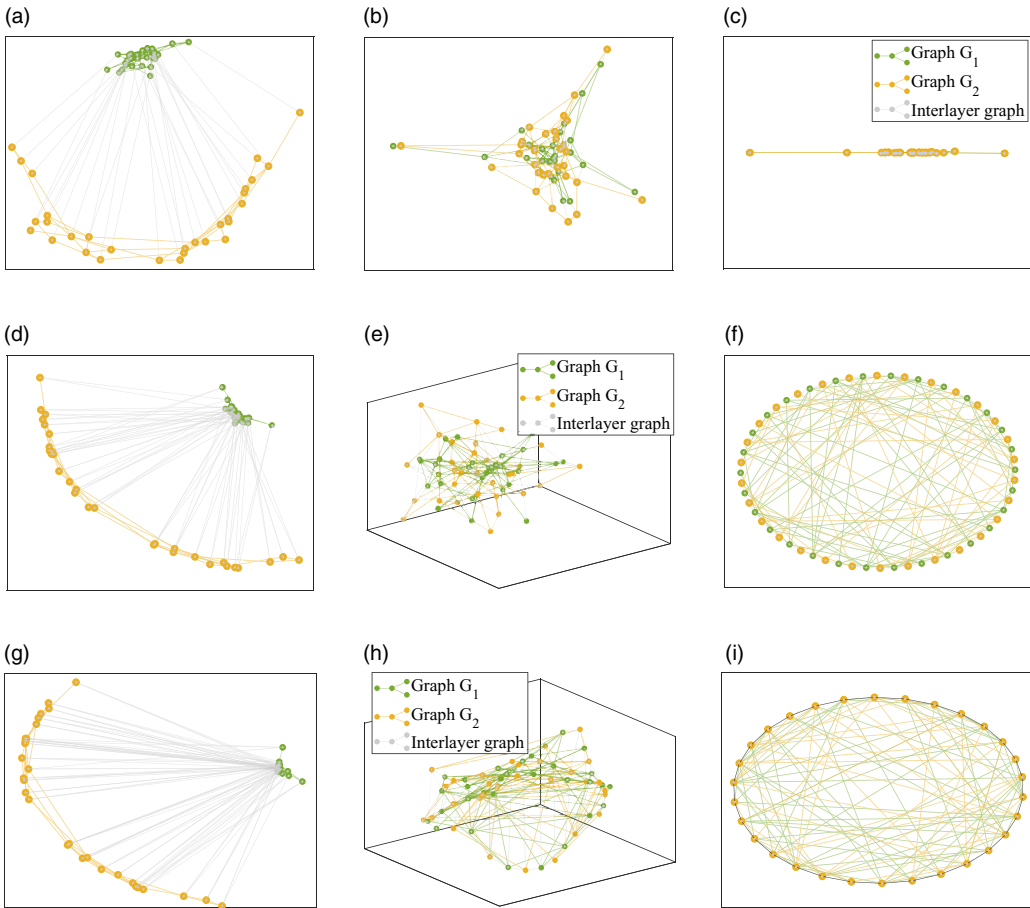 (a)
(b)
(c)
Graph G1
Graph G2
Interlayer graph
(d)
(e)
(f)
Graph G1
Graph G2
Interlayer graph
(g)
(h)
(i)
Graph G1
Graph G2
Interlayer graph